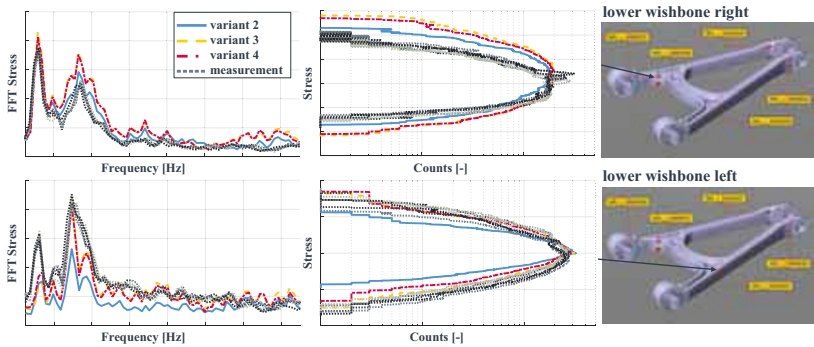 lower wishbone right
FFT Stress
variant 2
variant 3
variant 4
measurement
Frequency [Hz]
Stress
Counts [-]
lower wishbone left
FFT Stress
Frequency [Hz]
Stress
Counts [-]